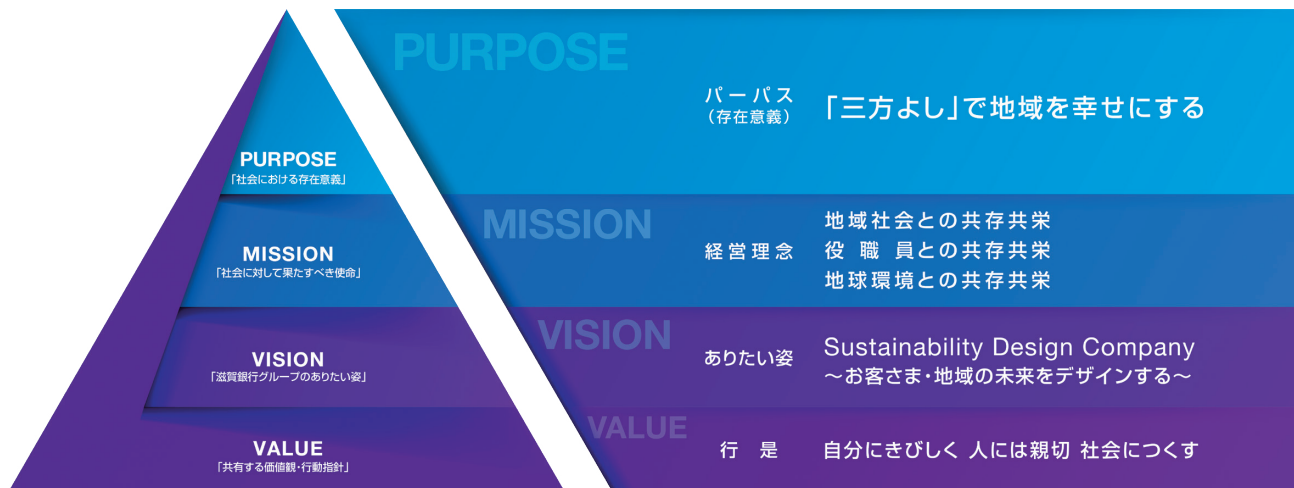 PURPOSE
「社会における存在意義」
MISSION
「社会に対して果たすべき使命」
VISION
「滋賀銀行グループのありたい姿」
VALUE
「共有する価値観・行動指針」
PURPOSE
パーパス
（存在意義）
「三方よし」で地域を幸せにする
MISSION
経営理念
地域社会との共存共栄
役職員との共存共栄
地球環境との共存共栄
VISION
ありたい姿
Sustainability Design Company
～お客さま・地域の未来をデザインする～
VALUE
行是
自分にきびしく 人には親切 社会につくす